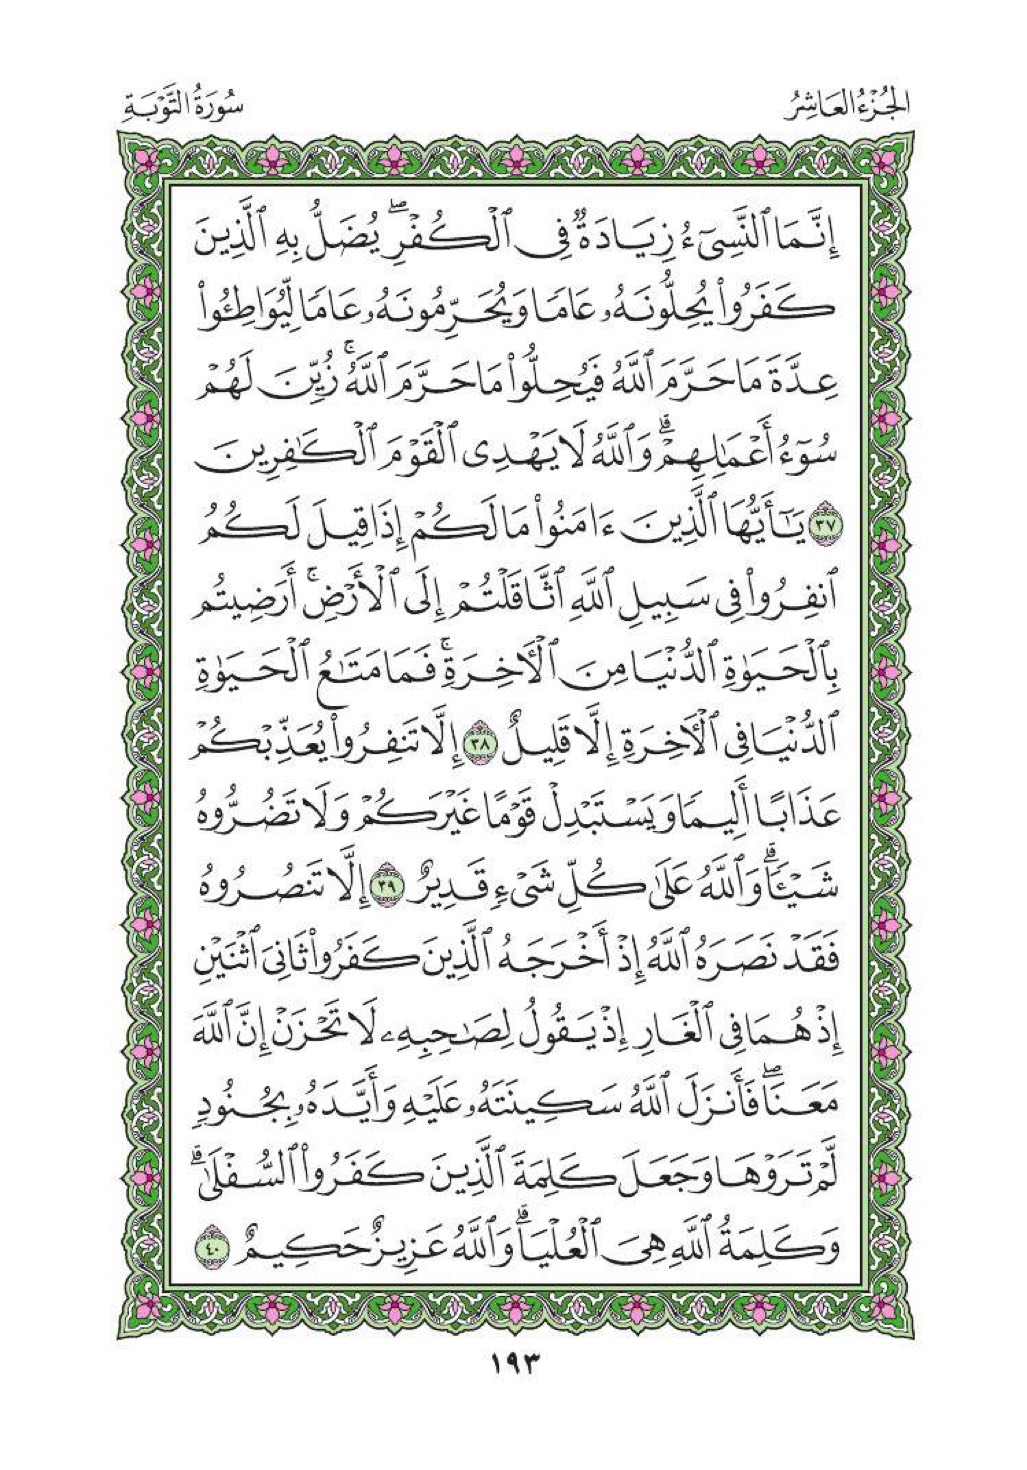 الجُزْءُ العَاشِرُ
سُورَةُ التَّوْبَةِ
إِنَّمَا ٱلنَّسِيٓءُ زِيَادَةٌ فِى ٱلْكُفْرِۖ يُضَلُّ بِهِ ٱلَّذِينَ
كَفَرُواْ يُحِلُّونَهُۥ عَامًا وَيُحَرِّمُونَهُۥ عَامًا لِّيُوَاطِـُٔواْ
عِدَّةَ مَا حَرَّمَ ٱللَّهُ فَيُحِلُّواْ مَا حَرَّمَ ٱللَّهُۚ زُيِّنَ لَهُمْ
سُوٓءُ أَعْمَٰلِهِمْۗ وَٱللَّهُ لَا يَهْدِى ٱلْقَوْمَ ٱلْكَٰفِرِينَ
٣٧ يَٰٓأَيُّهَا ٱلَّذِينَ ءَامَنُواْ مَا لَكُمْ إِذَا قِيلَ لَكُمُ
ٱنفِرُواْ فِى سَبِيلِ ٱللَّهِ ٱثَّاقَلْتُمْ إِلَى ٱلْأَرْضِۚ أَرَضِيتُم
بِٱلْحَيَوٰةِ ٱلدُّنْيَا مِنَ ٱلْأَخِرَةِۚ فَمَا مَتَٰعُ ٱلْحَيَوٰةِ
ٱلدُّنْيَا فِى ٱلْأَخِرَةِ إِلَّا قَلِيلٌ ٣٨ إِلَّا تَنفِرُواْ يُعَذِّبْكُمْ
عَذَابًا أَلِيمًا وَيَسْتَبْدِلْ قَوْمًا غَيْرَكُمْ وَلَا تَضُرُّوهُ
شَيْـًٔاۗ وَٱللَّهُ عَلَىٰ كُلِّ شَىْءٍ قَدِيرٌ ٣٩ إِلَّا تَنصُرُوهُ
فَقَدْ نَصَرَهُ ٱللَّهُ إِذْ أَخْرَجَهُ ٱلَّذِينَ كَفَرُواْ ثَانِىَ ٱثْنَيْنِ
إِذْ هُمَا فِى ٱلْغَارِ إِذْ يَقُولُ لِصَٰحِبِهِۦ لَا تَحْزَنْ إِنَّ ٱللَّهَ
مَعَنَاۖ فَأَنزَلَ ٱللَّهُ سَكِينَتَهُۥ عَلَيْهِ وَأَيَّدَهُۥ بِجُنُودٍ
لَّمْ تَرَوْهَا وَجَعَلَ كَلِمَةَ ٱلَّذِينَ كَفَرُواْ ٱلسُّفْلَىٰۗ
وَكَلِمَةُ ٱللَّهِ هِىَ ٱلْعُلْيَاۗ وَٱللَّهُ عَزِيزٌ حَكِيمٌ ٤٠
١٩٣